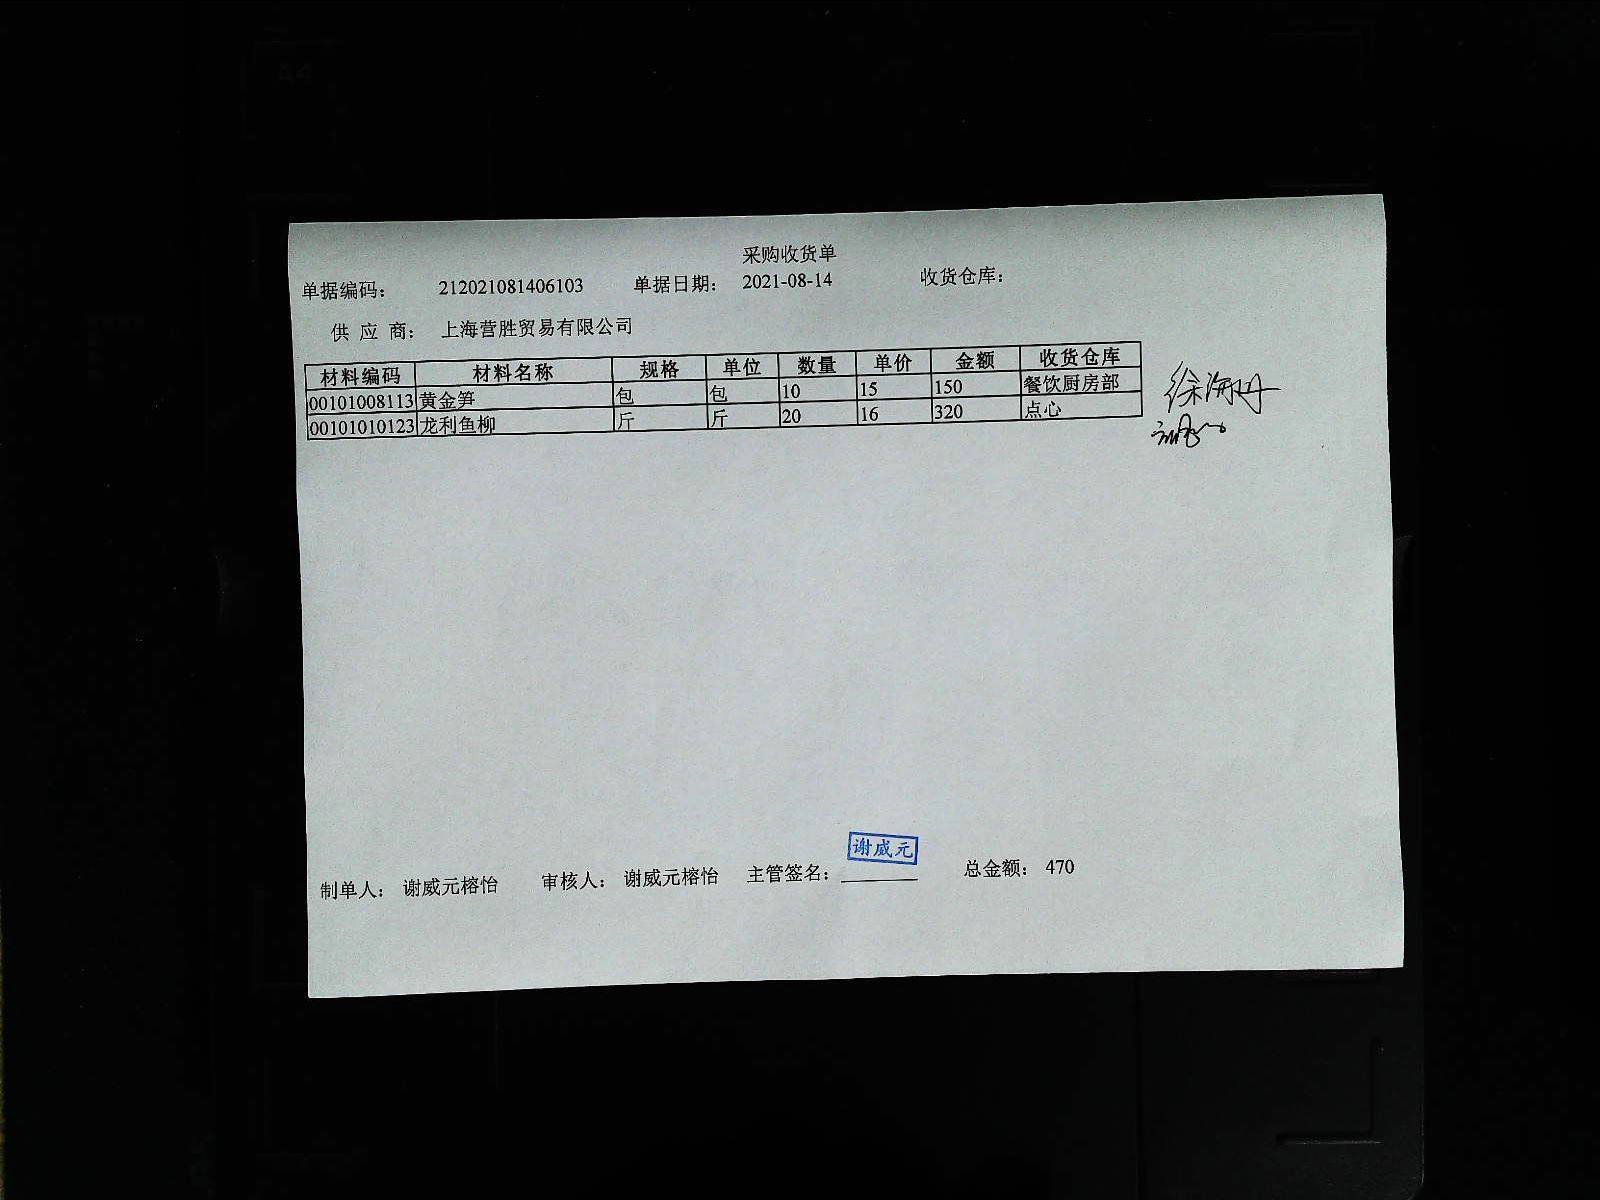 采购收货单
单据编码： 212021081406103 单据日期： 2021-08-14 收货仓库：
供 应 商： 上海营胜贸易有限公司
材料编码 材料名称 规格 单位 数量 单价 金额 收货仓库
00101008113 黄金笋 包 包 10 15 150 餐饮厨房部
00101010123 龙利鱼柳 斤 斤 20 16 320 点心
谢威元
制单人： 谢威元榕怡 审核人： 谢威元榕怡 主管签名： 总金额： 470